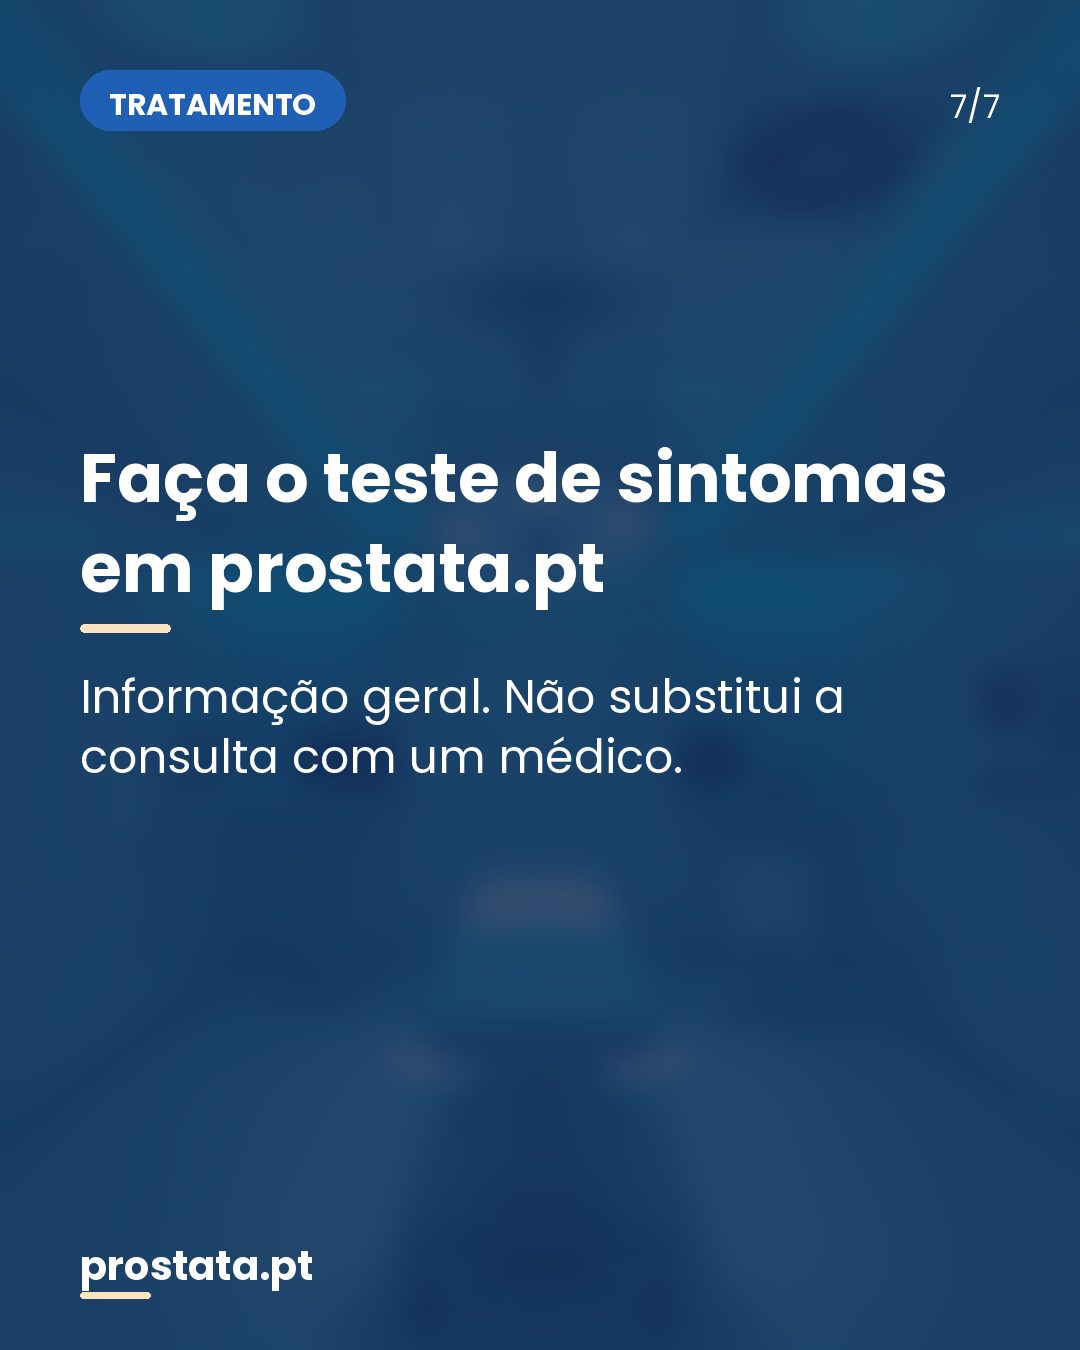 TRATAMENTO
7/7
Faça o teste de sintomas
em prostata.pt
Informação geral. Não substitui a
consulta com um médico.
prostata.pt